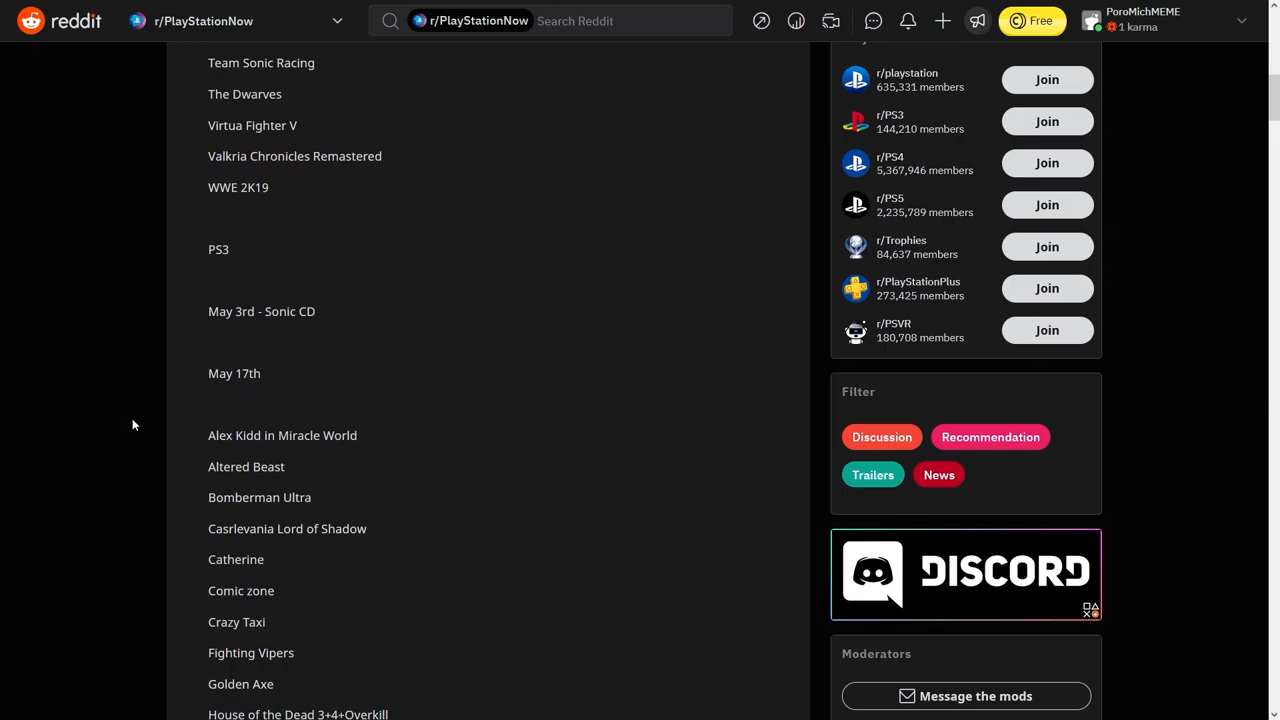 reddit
r/PlayStationNow
r/PlayStationNow
Search Reddit
Free
PoroMichMEME
1 karma
Team Sonic Racing
The Dwarves
Virtua Fighter V
Valkria Chronicles Remastered
WWE 2K19
PS3
May 3rd - Sonic CD
May 17th
Alex Kidd in Miracle World
Altered Beast
Bomberman Ultra
Casrlevania Lord of Shadow
Catherine
Comic zone
Crazy Taxi
Fighting Vipers
Golden Axe
House of the Dead 3+4+Overkill
r/playstation
635,331 members
Join
r/PS3
144,210 members
Join
r/PS4
5,367,946 members
Join
r/PS5
2,235,789 members
Join
r/Trophies
84,637 members
Join
r/PlayStationPlus
273,425 members
Join
r/PSVR
180,708 members
Join
Filter
Discussion
Recommendation
Trailers
News
DISCORD
Moderators
Message the mods